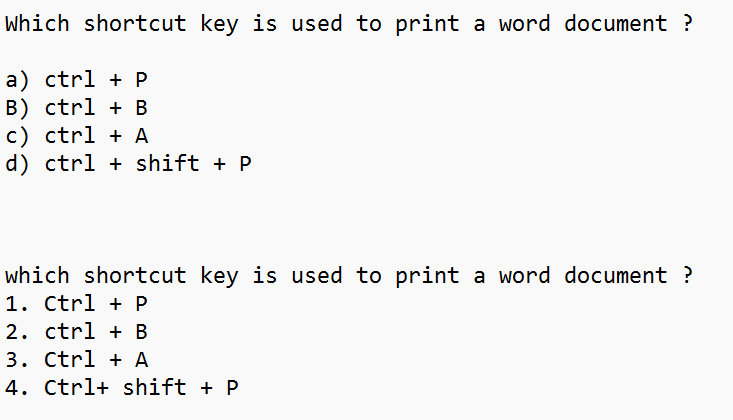 Which shortcut key is used to print a word document ?
a) ctrl + P
B) ctrl + B
c) ctrl + A
d) ctrl + shift + P
which shortcut key is used to print a word document ?
1. Ctrl + P
2. ctrl + B
3. Ctrl + A
4. Ctrl+ shift + P